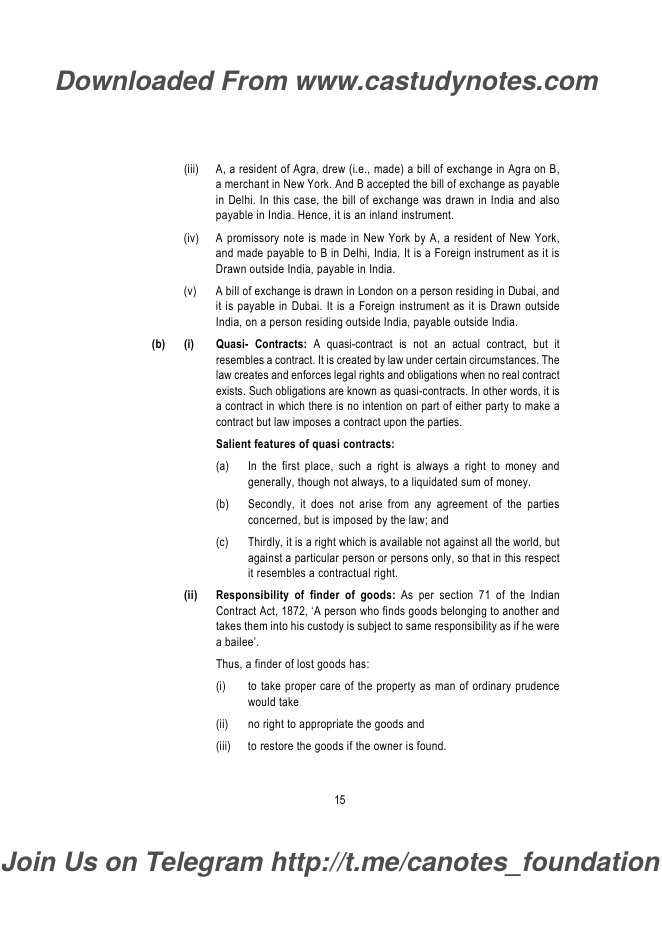 Downloaded From www.castudynotes.com
(iii) A, a resident of Agra, drew (i.e., made) a bill of exchange in Agra on B,
a merchant in New York. And B accepted the bill of exchange as payable
in Delhi. In this case, the bill of exchange was drawn in India and also
payable in India. Hence, it is an inland instrument.
(iv) A promissory note is made in New York by A, a resident of New York,
and made payable to B in Delhi, India. It is a Foreign instrument as it is
Drawn outside India, payable in India.
(v) A bill of exchange is drawn in London on a person residing in Dubai, and
it is payable in Dubai. It is a Foreign instrument as it is Drawn outside
India, on a person residing outside India, payable outside India.
(b) (i) Quasi- Contracts: A quasi-contract is not an actual contract, but it
resembles a contract. It is created by law under certain circumstances. The
law creates and enforces legal rights and obligations when no real contract
exists. Such obligations are known as quasi-contracts. In other words, it is
a contract in which there is no intention on part of either party to make a
contract but law imposes a contract upon the parties.
Salient features of quasi contracts:
(a) In the first place, such a right is always a right to money and
generally, though not always, to a liquidated sum of money.
(b) Secondly, it does not arise from any agreement of the parties
concerned, but is imposed by the law; and
(c) Thirdly, it is a right which is available not against all the world, but
against a particular person or persons only, so that in this respect
it resembles a contractual right.
(ii) Responsibility of finder of goods: As per section 71 of the Indian
Contract Act, 1872, ‘A person who finds goods belonging to another and
takes them into his custody is subject to same responsibility as if he were
a bailee’.
Thus, a finder of lost goods has:
(i) to take proper care of the property as man of ordinary prudence
would take
(ii) no right to appropriate the goods and
(iii) to restore the goods if the owner is found.
15
Join Us on Telegram http://t.me/canotes_foundation